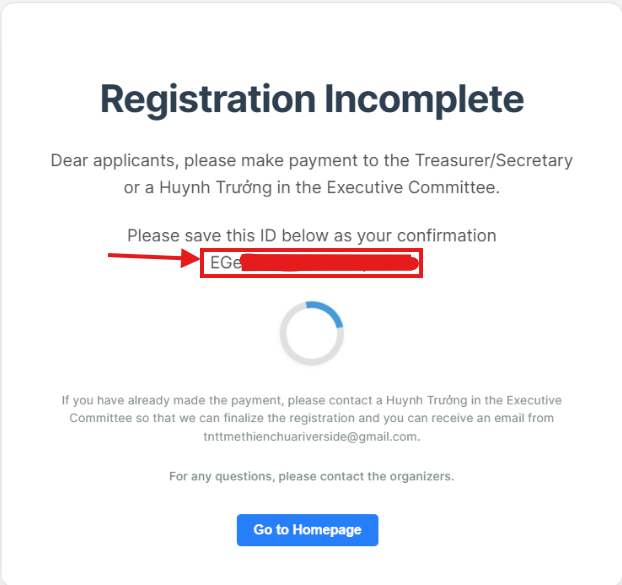 Registration Incomplete
Dear applicants, please make payment to the Treasurer/Secretary
or a Huynh Trưởng in the Executive Committee.
Please save this ID below as your confirmation
EGe
If you have already made the payment, please contact a Huynh Trưởng in the Executive
Committee so that we can finalize the registration and you can receive an email from
tnttmethienchuariverside@gmail.com.
For any questions, please contact the organizers.
Go to Homepage